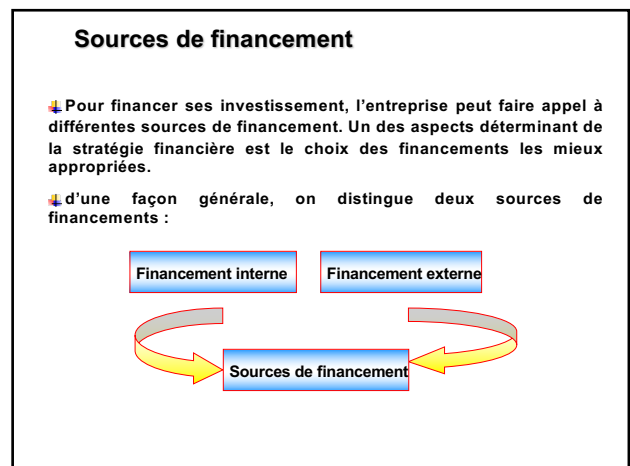 Sources de financement
Pour financer ses investissement, l'entreprise peut faire appel à
différentes sources de financement. Un des aspects déterminant de
la stratégie financière est le choix des financements les mieux
appropriées.
d'une façon générale, on distingue deux sources de
financements :
Financement interne
Financement externe
Sources de financement